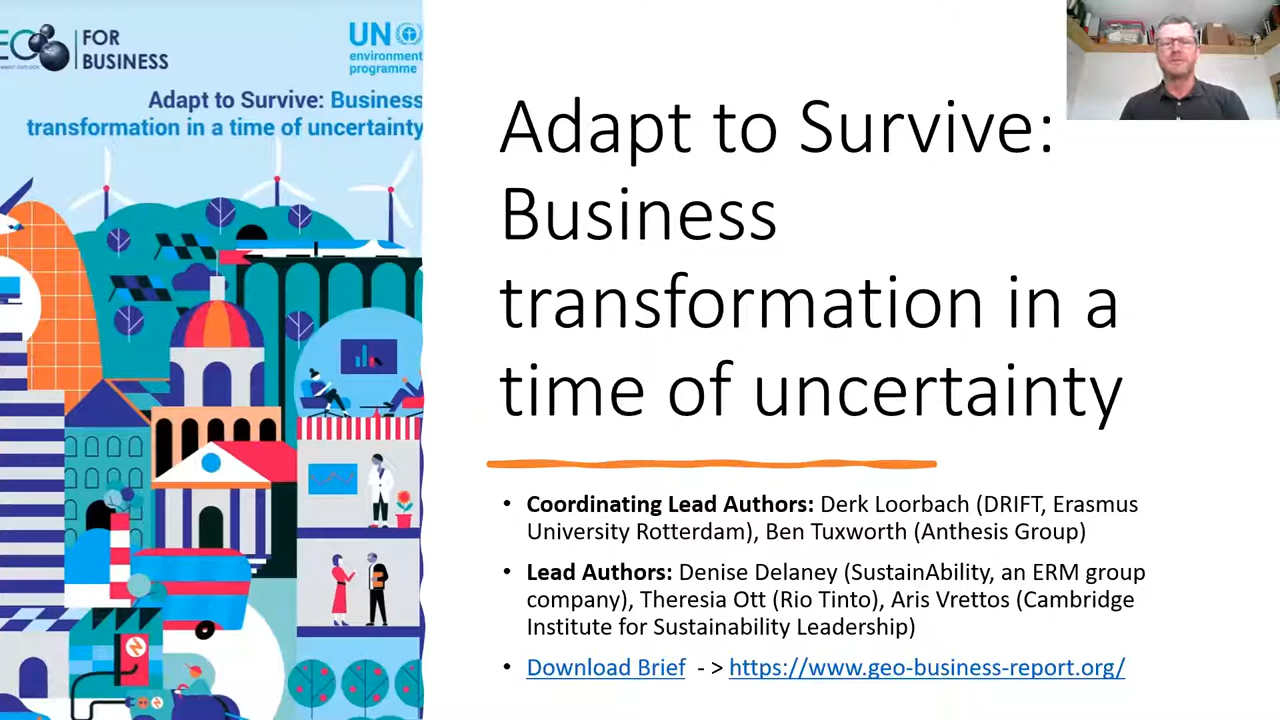 FOR
BUSINESS
UN
environment
programme
Adapt to Survive: Business
transformation in a time of uncertainty
Adapt to Survive:
Business
transformation in a
time of uncertainty
• Coordinating Lead Authors: Derk Loorbach (DRIFT, Erasmus
University Rotterdam), Ben Tuxworth (Anthesis Group)
• Lead Authors: Denise Delaney (SustainAbility, an ERM group
company), Theresia Ott (Rio Tinto), Aris Vrettos (Cambridge
Institute for Sustainability Leadership)
• Download Brief - > https://www.geo-business-report.org/